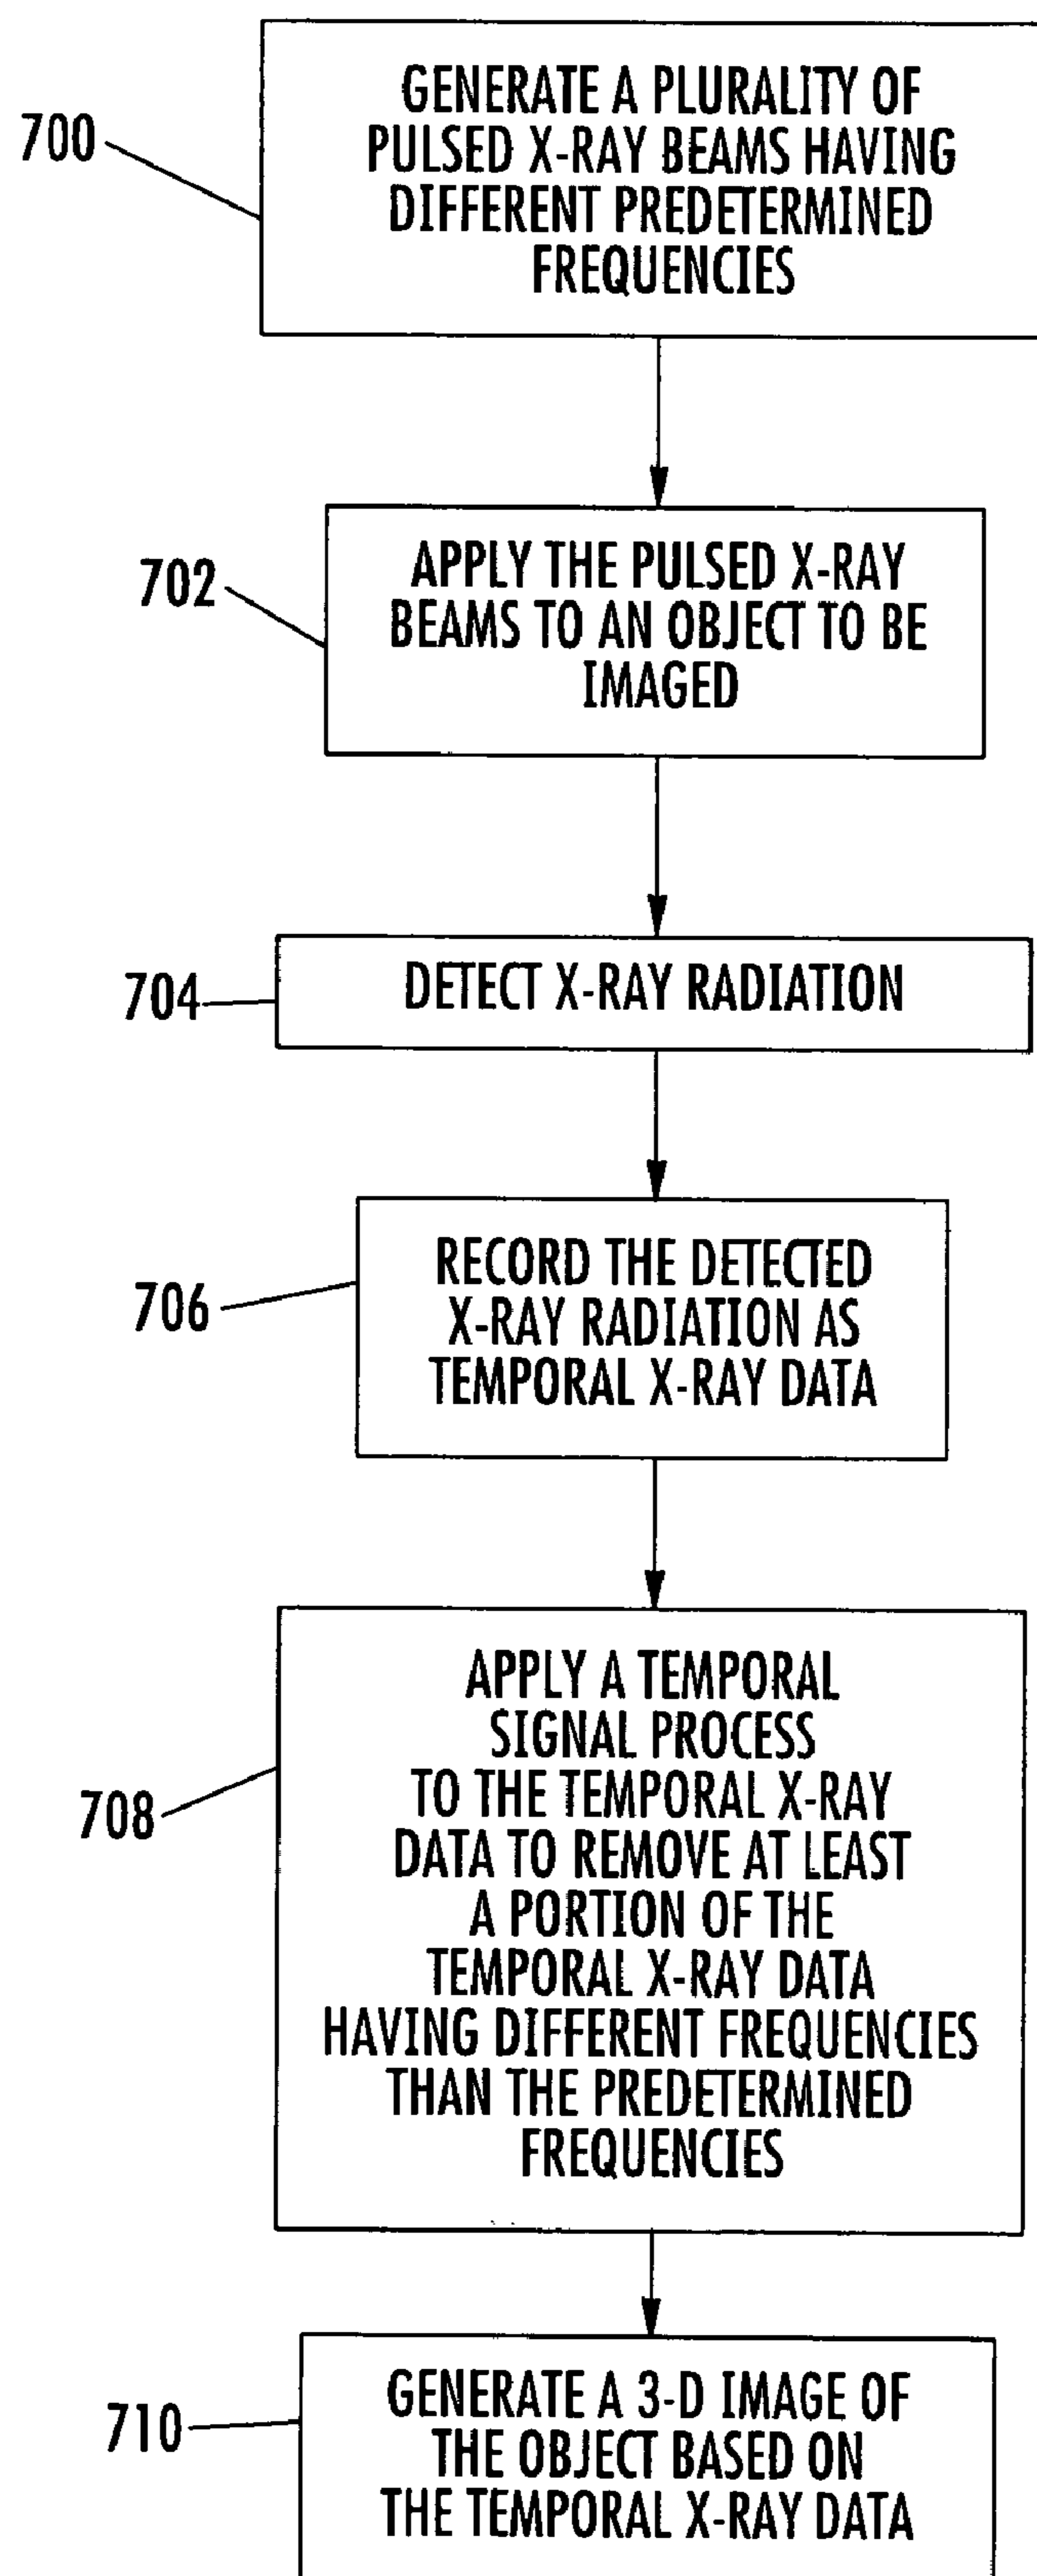 700
GENERATE A PLURALITY OF
PULSED X-RAY BEAMS HAVING
DIFFERENT PREDETERMINED
FREQUENCIES
702
APPLY THE PULSED X-RAY
BEAMS TO AN OBJECT TO BE
IMAGED
704
DETECT X-RAY RADIATION
706
RECORD THE DETECTED
X-RAY RADIATION AS
TEMPORAL X-RAY DATA
708
APPLY A TEMPORAL
SIGNAL PROCESS
TO THE TEMPORAL X-RAY
DATA TO REMOVE AT LEAST
A PORTION OF THE
TEMPORAL X-RAY DATA
HAVING DIFFERENT FREQUENCIES
THAN THE PREDETERMINED
FREQUENCIES
710
GENERATE A 3-D IMAGE OF
THE OBJECT BASED ON
THE TEMPORAL X-RAY DATA